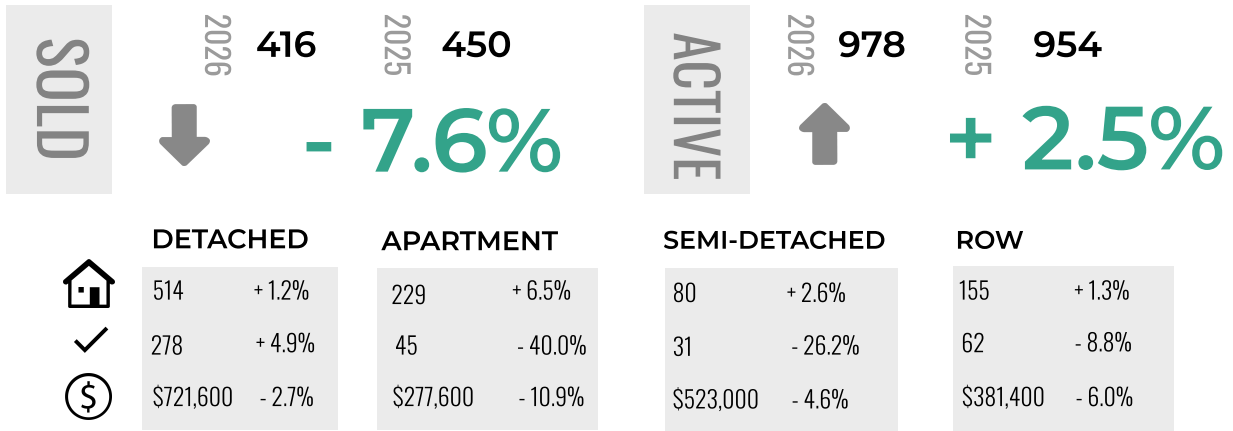 SOLD
2026 416 2025 450
- 7.6%
ACTIVE
2026 978 2025 954
+ 2.5%
DETACHED
514 + 1.2%
278 + 4.9%
$721,600 - 2.7%
APARTMENT
229 + 6.5%
45 - 40.0%
$277,600 - 10.9%
SEMI-DETACHED
80 + 2.6%
31 - 26.2%
$523,000 - 4.6%
ROW
155 + 1.3%
62 - 8.8%
$381,400 - 6.0%
$